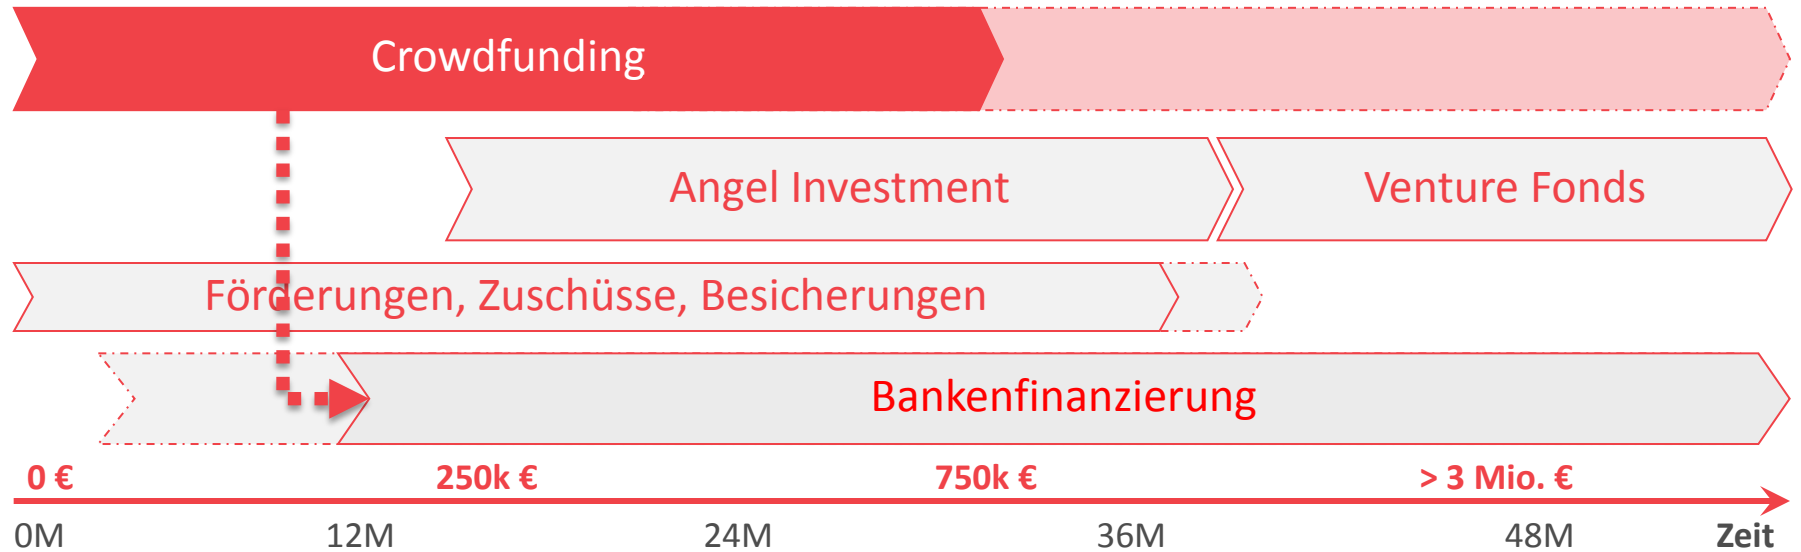 Crowdfunding
Angel Investment
Venture Fonds
Förderungen, Zuschüsse, Besicherungen
Bankenfinanzierung
0 € 250k € 750k € > 3 Mio. €
0M 12M 24M 36M 48M Zeit